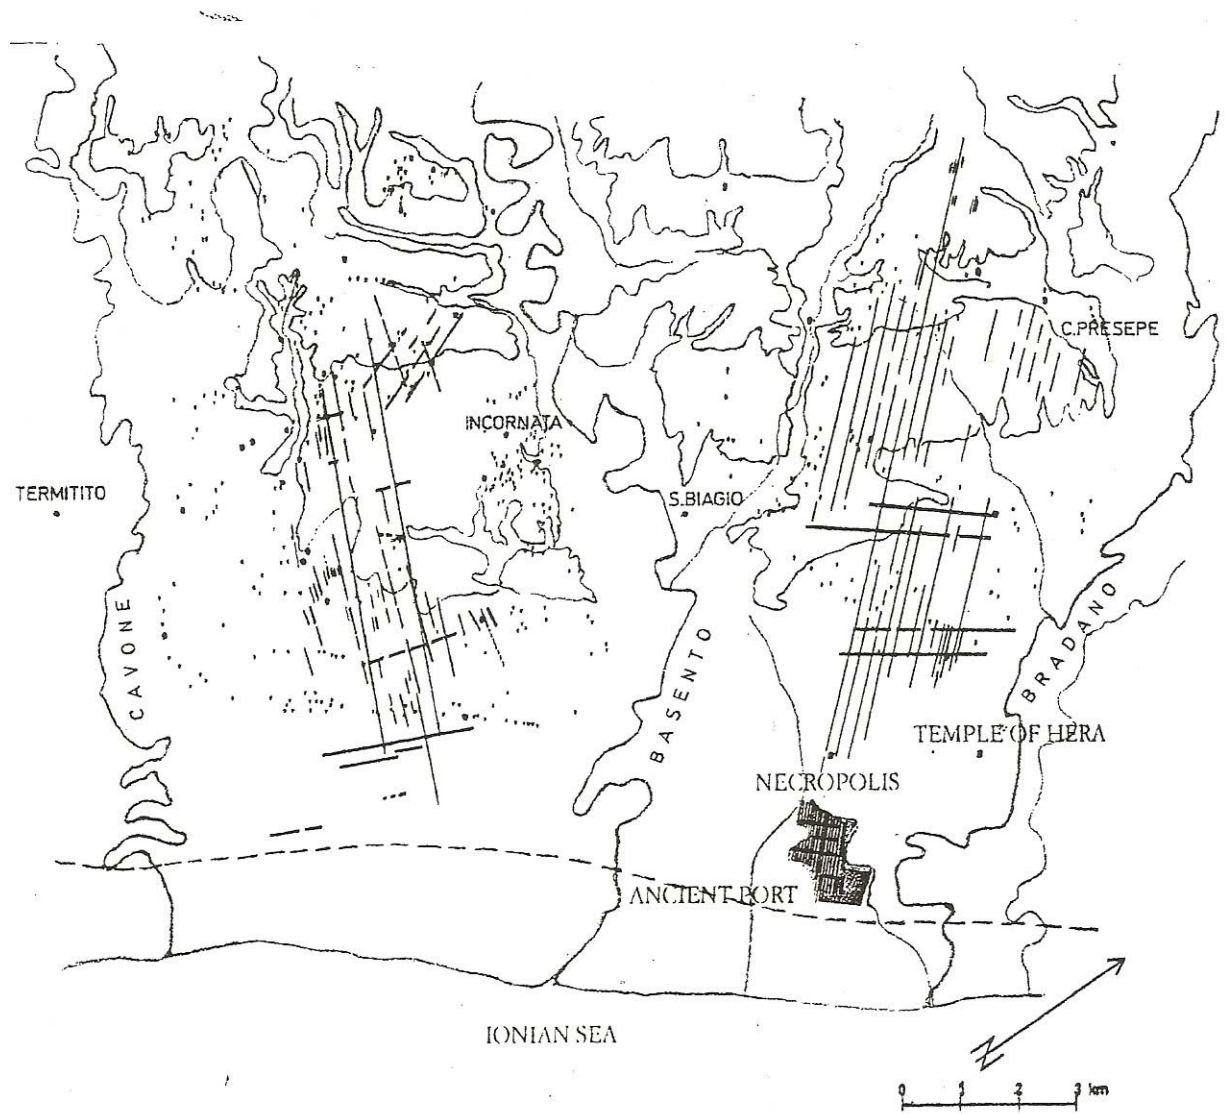 C.PRESEPE
INCORNATA
TERMITITO
S.BIAGIO
CAVONE
BASENTO
BRADANO
TEMPLE OF HERA
NECROPOLIS
ANCIENT PORT
IONIAN SEA
N
0 1 2 3 km